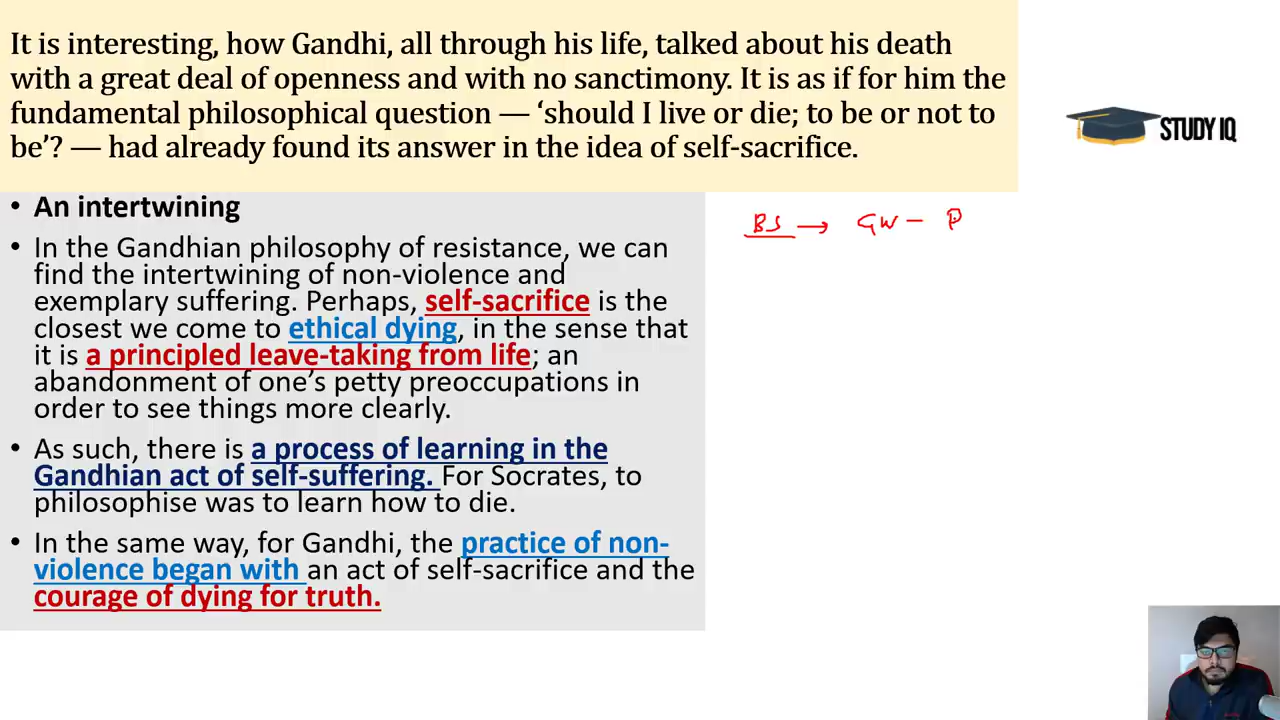 It is interesting, how Gandhi, all through his life, talked about his death
with a great deal of openness and with no sanctimony. It is as if for him the
fundamental philosophical question — ‘should I live or die; to be or not to
be’? — had already found its answer in the idea of self-sacrifice.
STUDY IQ
• An intertwining
BS → GW – P
• In the Gandhian philosophy of resistance, we can
find the intertwining of non-violence and
exemplary suffering. Perhaps, self-sacrifice is the
closest we come to ethical dying, in the sense that
it is a principled leave-taking from life; an
abandonment of one’s petty preoccupations in
order to see things more clearly.
• As such, there is a process of learning in the
Gandhian act of self-suffering. For Socrates, to
philosophise was to learn how to die.
• In the same way, for Gandhi, the practice of non-
violence began with an act of self-sacrifice and the
courage of dying for truth.